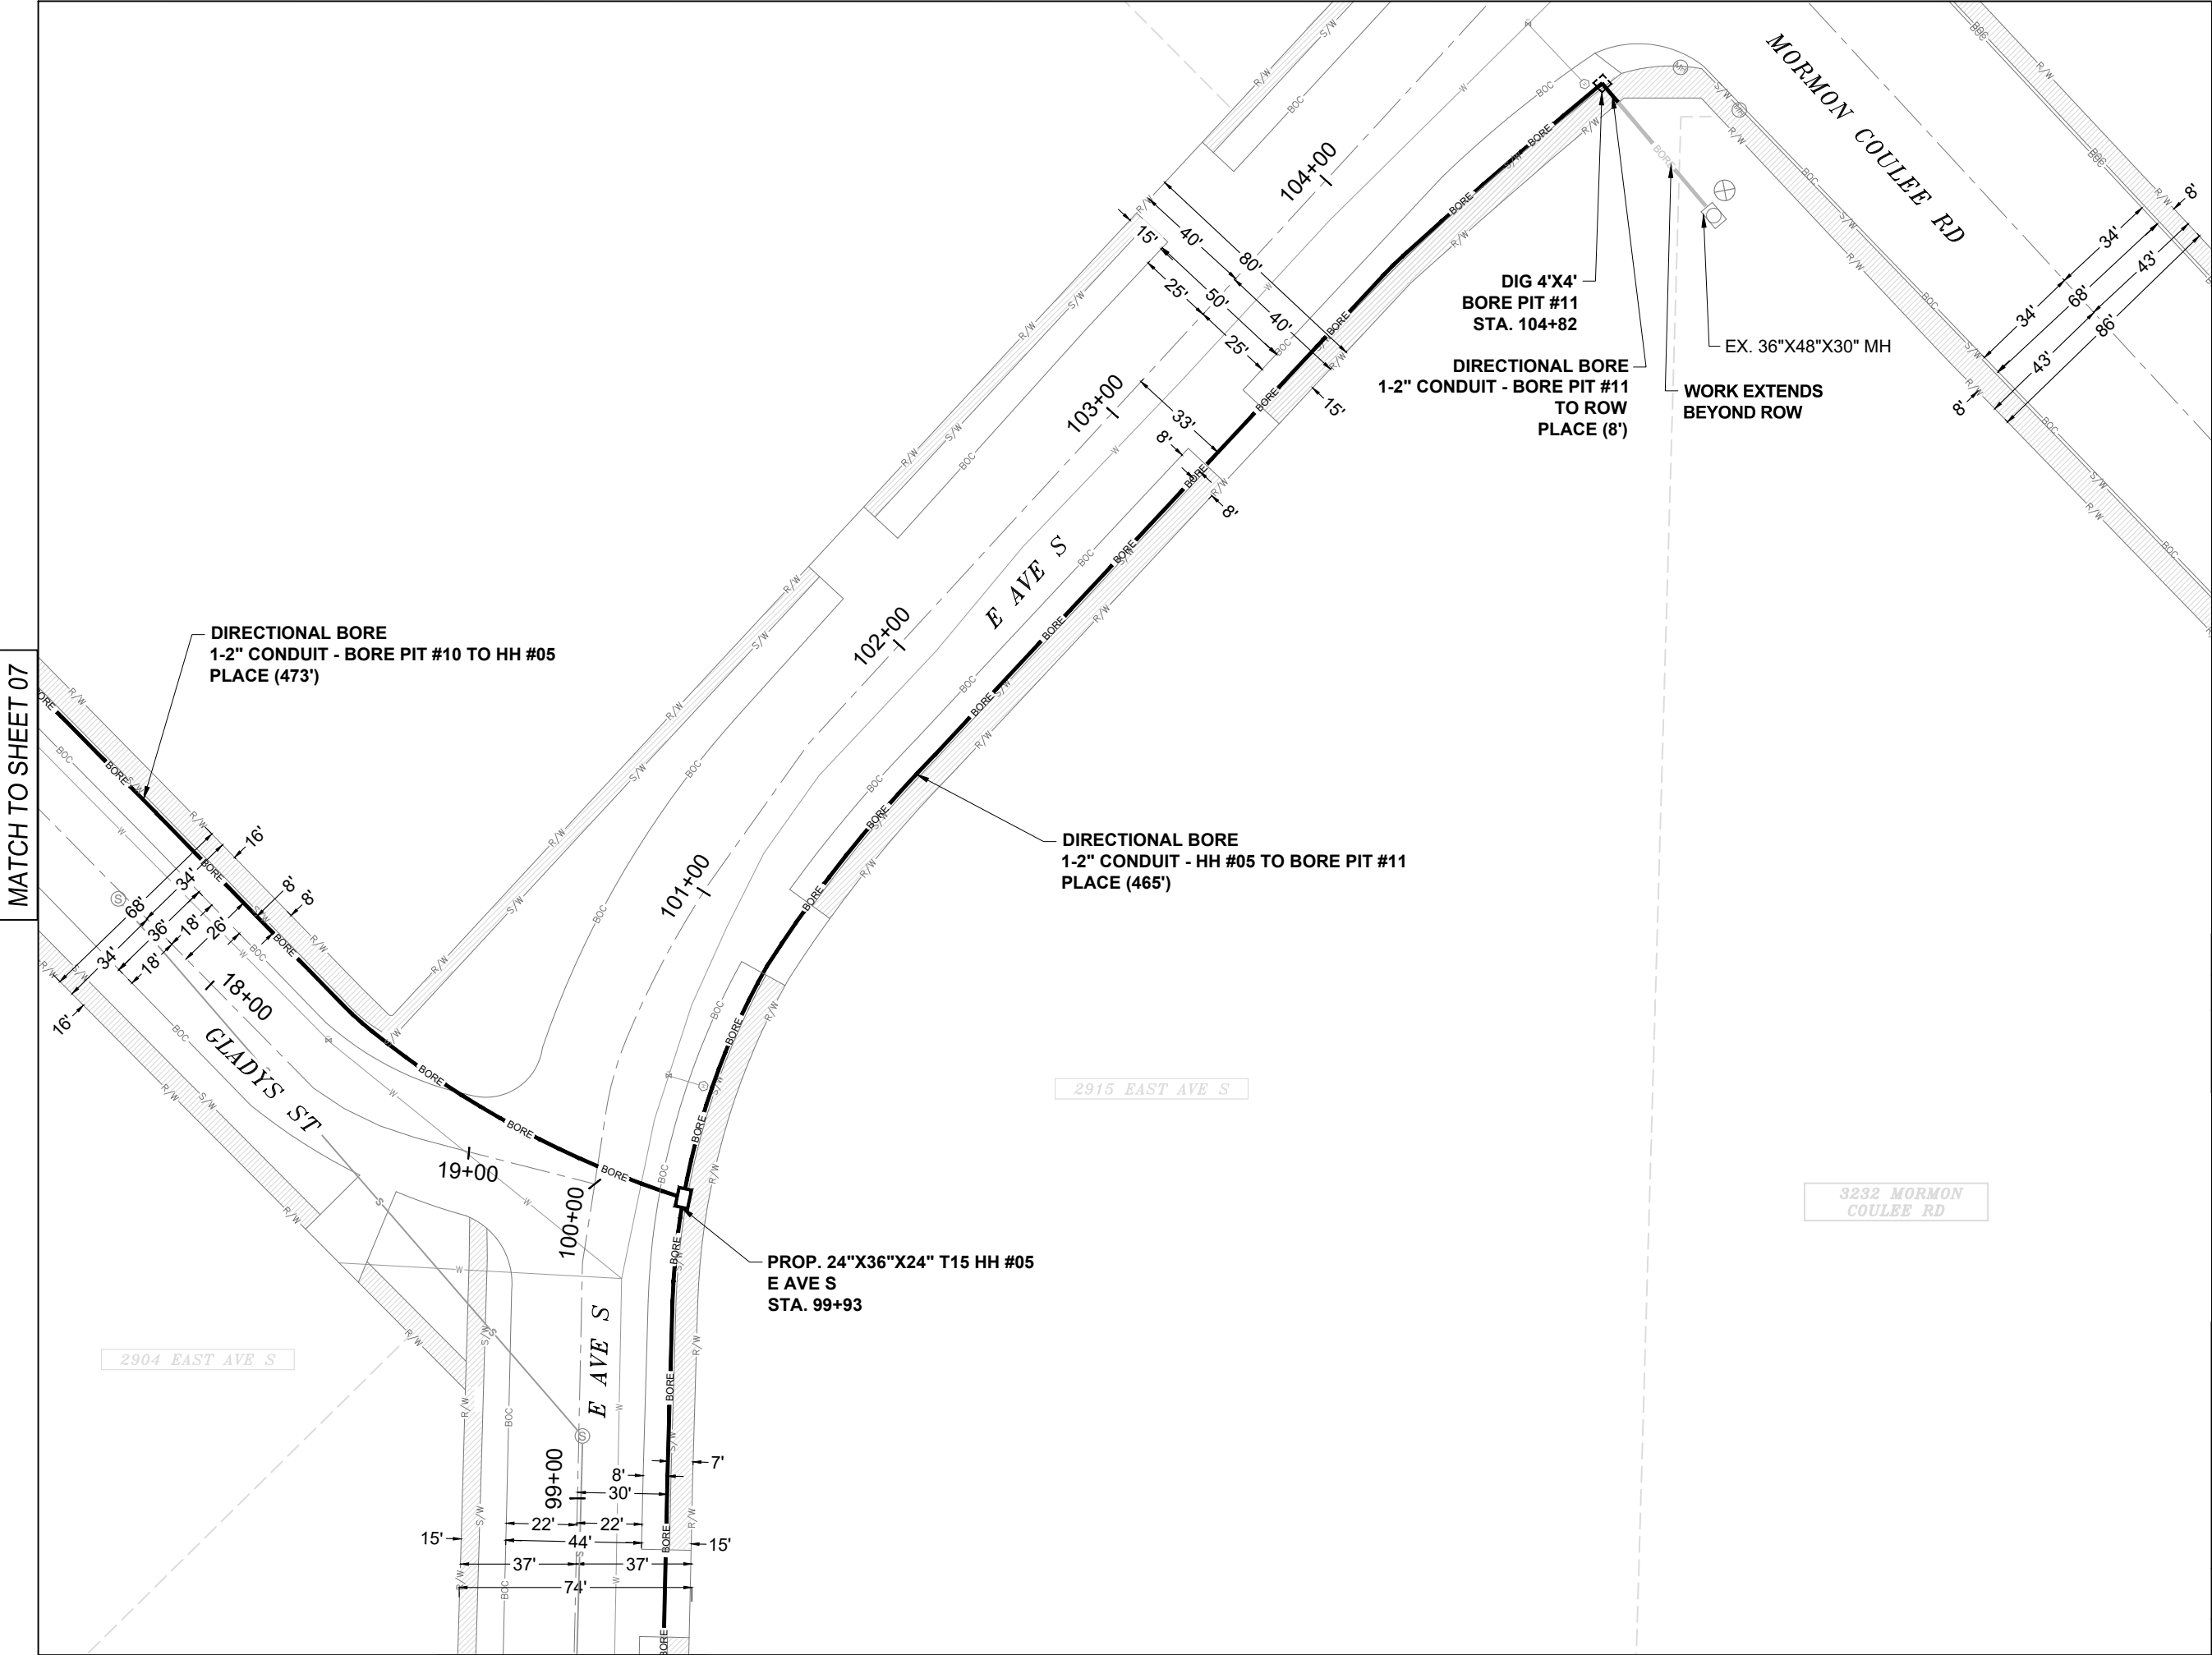 MORMON COULEE RD
104+00
15'
40'
80'
50'
25'
40'
25'
15'
33'
8'
8'
103+00
102+00
101+00
E AVE S
DIG 4'X4'
BORE PIT #11
STA. 104+82
DIRECTIONAL BORE
1-2" CONDUIT - BORE PIT #11
TO ROW
PLACE (8')
EX. 36"X48"X30" MH
WORK EXTENDS
BEYOND ROW
8'
34'
43'
68'
34'
86'
43'
8'
MATCH TO SHEET 07
DIRECTIONAL BORE
1-2" CONDUIT - BORE PIT #10 TO HH #05
PLACE (473')
16'
8'
8'
34'
68'
36'
18'
26'
34'
18'
16'
18+00
GLADYS ST
19+00
DIRECTIONAL BORE
1-2" CONDUIT - HH #05 TO BORE PIT #11
PLACE (465')
2915 EAST AVE S
3232 MORMON
COULEE RD
100+00
PROP. 24"X36"X24" T15 HH #05
E AVE S
STA. 99+93
E AVE S
2904 EAST AVE S
99+00
7'
8'
30'
22'
22'
15'
44'
15'
37'
37'
74'
BORE
R/W
S/W
BOC
W
S
MH